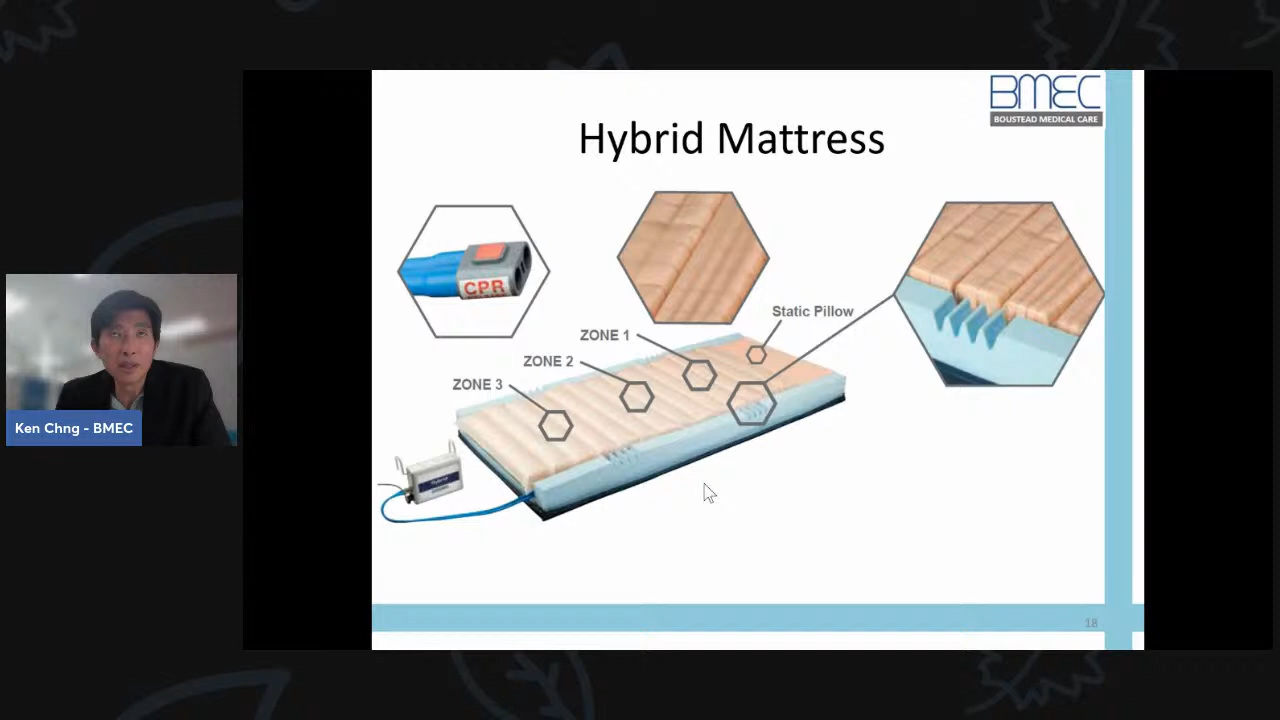 BMEC
BOUSTEAD MEDICAL CARE
Hybrid Mattress
CPR
Static Pillow
ZONE 1
ZONE 2
ZONE 3
Hybrid
Ken Chng - BMEC
18